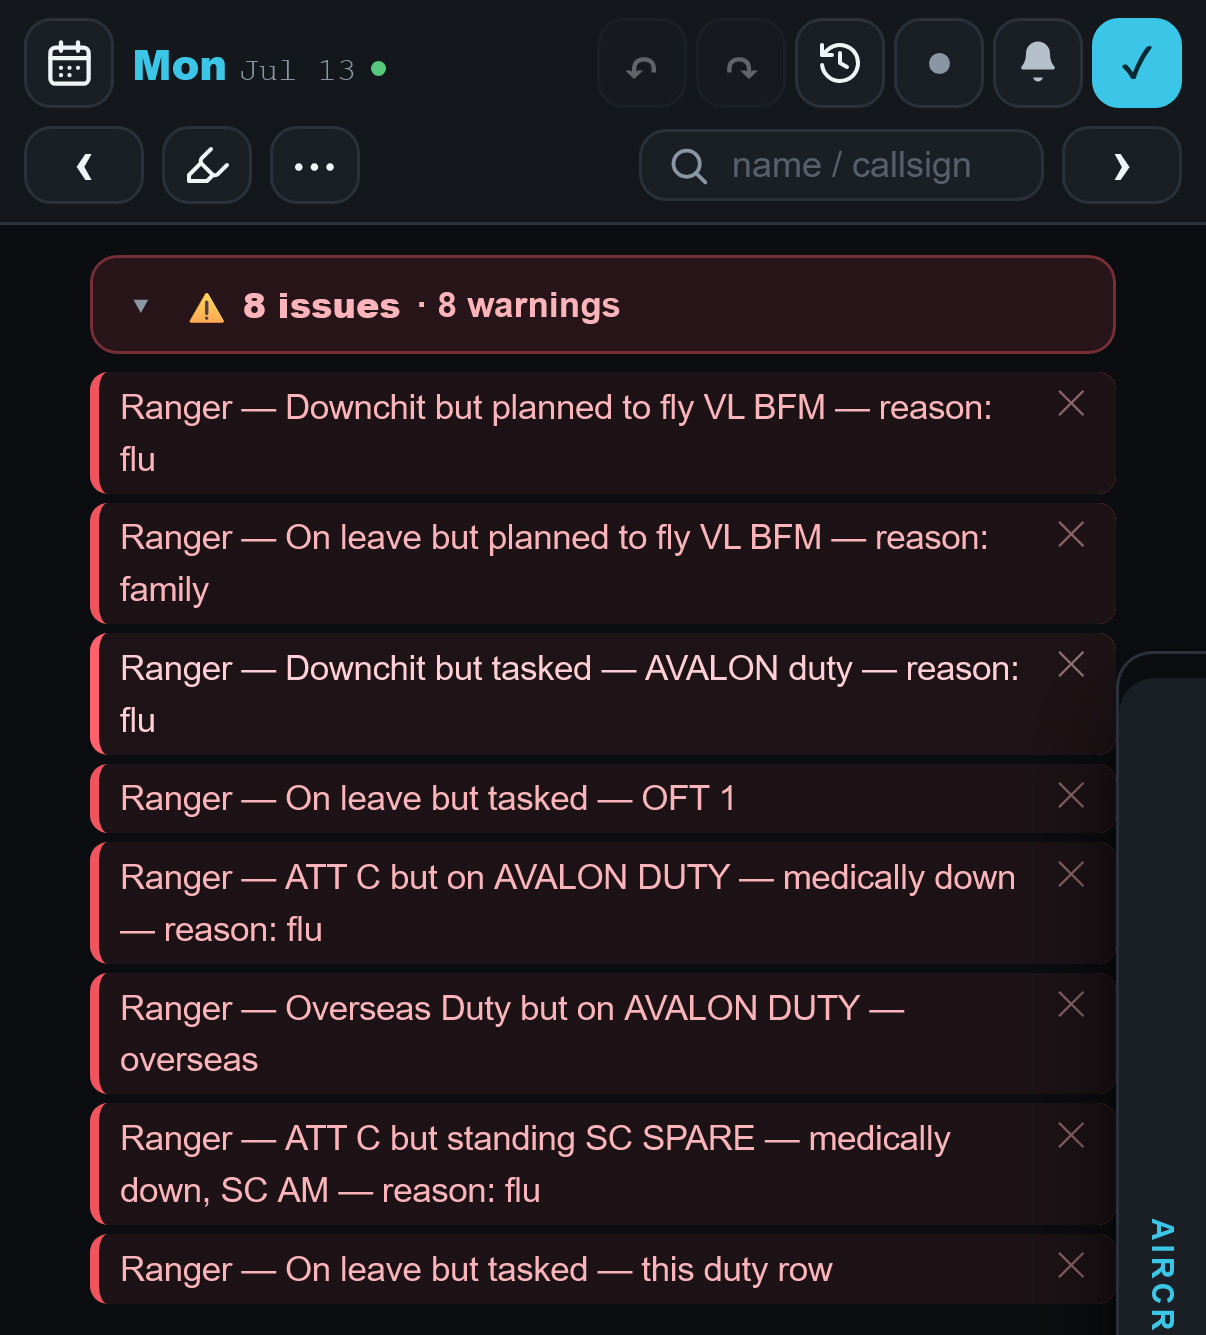 Mon Jul 13
name / callsign
8 issues · 8 warnings
Ranger — Downchit but planned to fly VL BFM — reason:
flu
Ranger — On leave but planned to fly VL BFM — reason:
family
Ranger — Downchit but tasked — AVALON duty — reason:
flu
Ranger — On leave but tasked — OFT 1
Ranger — ATT C but on AVALON DUTY — medically down
— reason: flu
Ranger — Overseas Duty but on AVALON DUTY —
overseas
Ranger — ATT C but standing SC SPARE — medically
down, SC AM — reason: flu
Ranger — On leave but tasked — this duty row
AIRCR